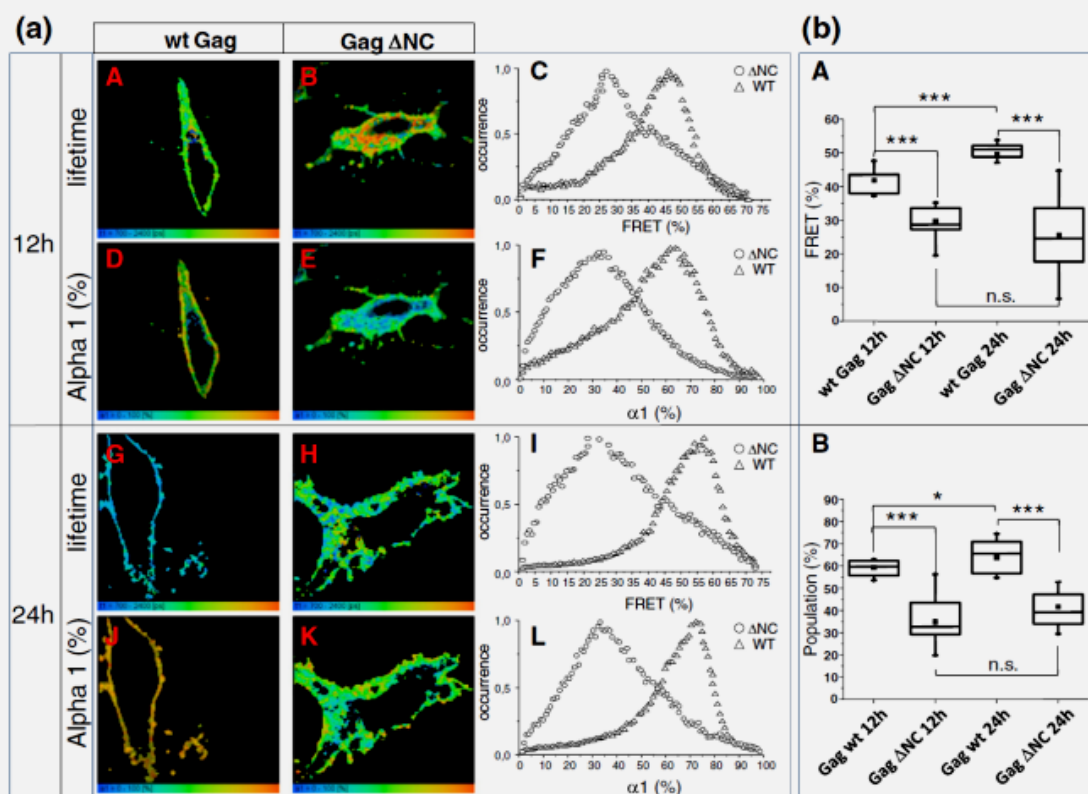 (a)
wt Gag
Gag ΔNC
(b)
12h
lifetime
A
B
C
ΔNC
WT
occurrence
1,0
0,5
0,0
0 5 10 15 20 25 30 35 40 45 50 55 60 65 70 75
FRET (%)
Alpha 1 (%)
D
E
F
ΔNC
WT
occurrence
1,0
0,5
0,0
0 10 20 30 40 50 60 70 80 90 100
α1 (%)
24h
lifetime
G
H
I
ΔNC
WT
occurrence
1,0
0,5
0,0
0 5 10 15 20 25 30 35 40 45 50 55 60 65 70 75
FRET (%)
Alpha 1 (%)
J
K
L
ΔNC
WT
occurrence
1,0
0,5
0,0
0 10 20 30 40 50 60 70 80 90 100
α1 (%)
A
***
***
***
n.s.
FRET (%)
60
50
40
30
20
10
0
wt Gag 12h
Gag ΔNC 12h
wt Gag 24h
Gag ΔNC 24h
B
*
***
***
n.s.
Population (%)
90
80
70
60
50
40
30
20
10
0
Gag wt 12h
Gag ΔNC 12h
Gag wt 24h
Gag ΔNC 24h